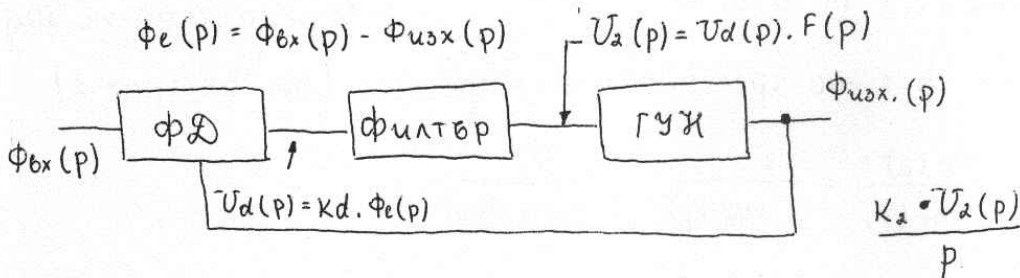 Φe(p) = Φвх(p) - Φизх(p)
U₂(p) = Ud(p). F(p)
Φвх(p)
ФД
ФИЛТЪР
ГУН
Φизх.(p)
Ud(p) = Kd. Φe(p)
K₂ • U₂(p)
p